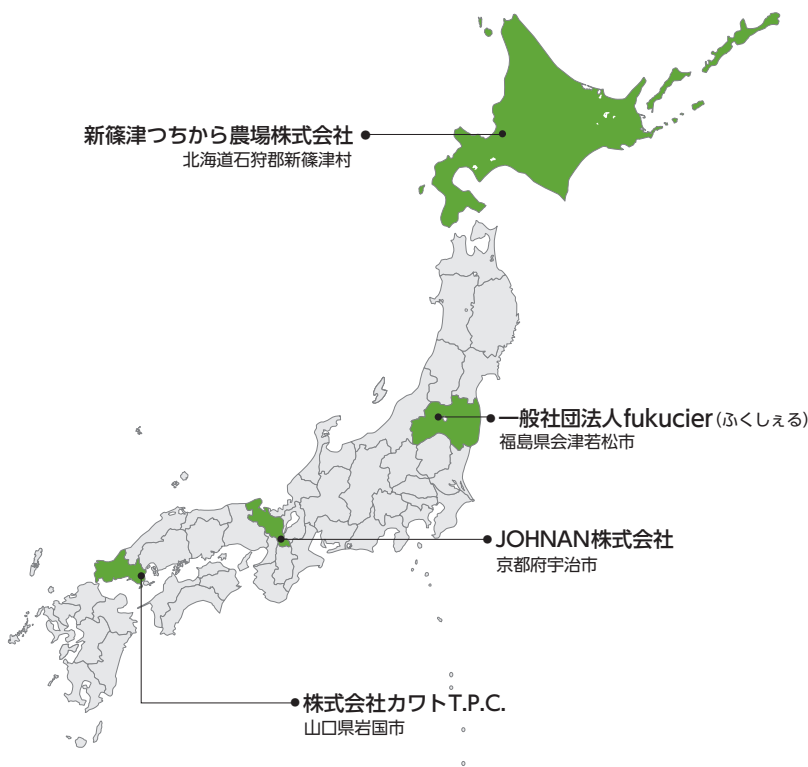 新篠津つちから農場株式会社
北海道石狩郡新篠津村
一般社団法人fukucier(ふくしぇる)
福島県会津若松市
JOHNAN株式会社
京都府宇治市
株式会社カワトT.P.C.
山口県岩国市